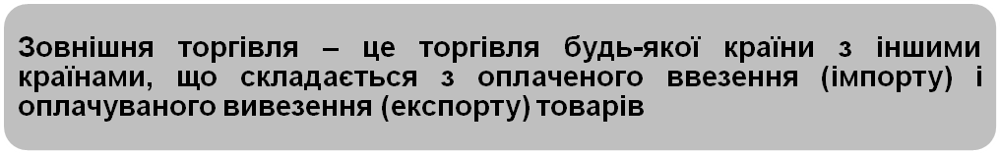 Зовнішня торгівля – це торгівля будь-якої країни з іншими
країнами, що складається з оплаченого ввезення (імпорту) і
оплачуваного вивезення (експорту) товарів